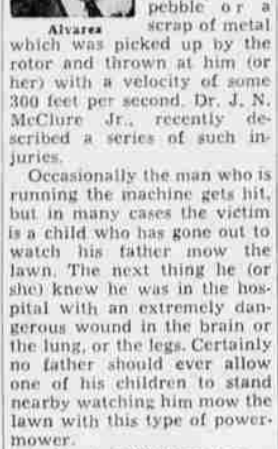 Alvarea
pebble or a
scrap of metal
which was picked up by the
rotor and thrown at him (or
her) with a velocity of some
300 feet per second. Dr. J. N.
McClure Jr., recently de-
scribed a series of such in-
juries.
Occasionally the man who is
running the machine gets hit,
but in many cases the victim
is a child who has gone out to
watch his father mow the
lawn. The next thing he (or
she) knew he was in the hos-
pital with an extremely dan-
gerous wound in the brain or
the lung, or the legs. Certainly
no father should ever allow
one of his children to stand
nearby watching him mow the
lawn with this type of power-
mower.